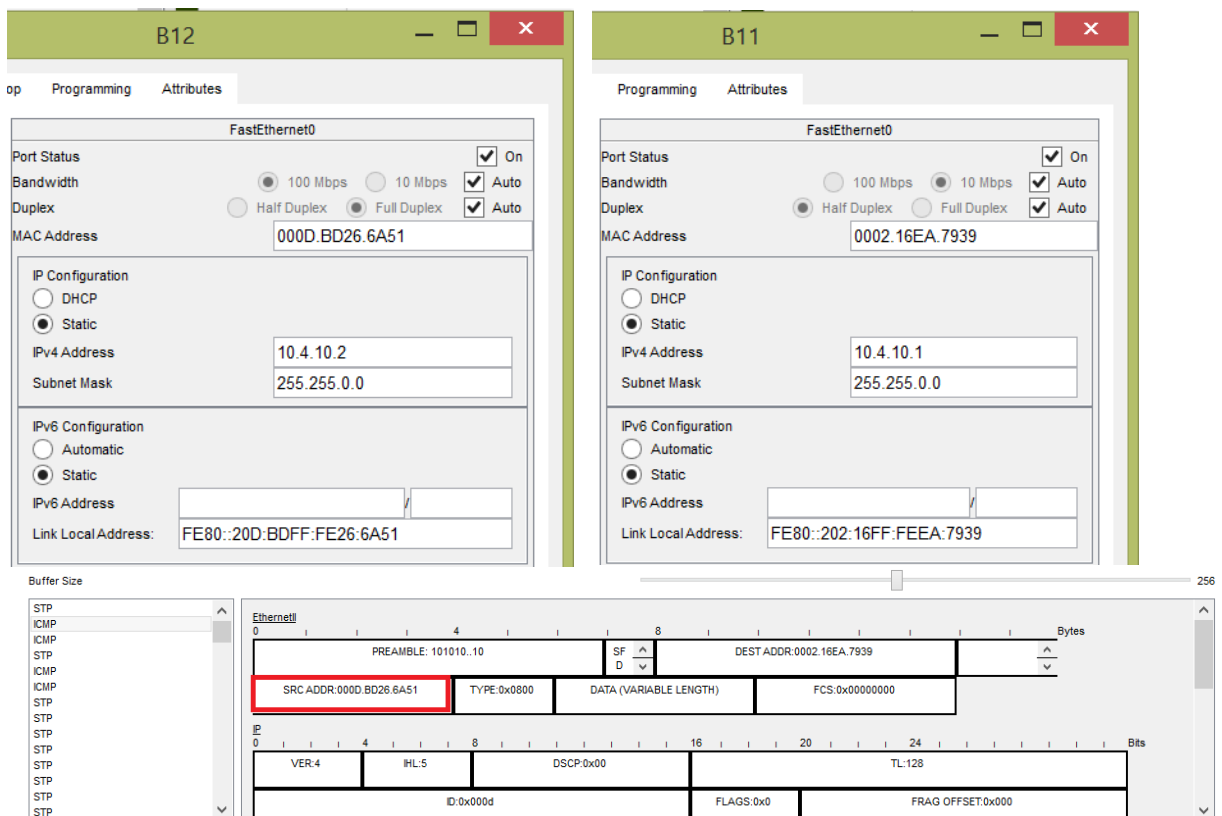 B12
op Programming Attributes
FastEthernet0
Port Status On
Bandwidth 100 Mbps 10 Mbps Auto
Duplex Half Duplex Full Duplex Auto
MAC Address 000D.BD26.6A51
IP Configuration
DHCP
Static
IPv4 Address 10.4.10.2
Subnet Mask 255.255.0.0
IPv6 Configuration
Automatic
Static
IPv6 Address /
Link Local Address: FE80::20D:BDFF:FE26:6A51
B11
Programming Attributes
FastEthernet0
Port Status On
Bandwidth 100 Mbps 10 Mbps Auto
Duplex Half Duplex Full Duplex Auto
MAC Address 0002.16EA.7939
IP Configuration
DHCP
Static
IPv4 Address 10.4.10.1
Subnet Mask 255.255.0.0
IPv6 Configuration
Automatic
Static
IPv6 Address /
Link Local Address: FE80::202:16FF:FEEA:7939
Buffer Size 256
STP
ICMP
ICMP
STP
ICMP
ICMP
STP
STP
STP
STP
STP
STP
STP
STP
EthernetII
0 4 8 Bytes
PREAMBLE: 101010..10 SF D DEST ADDR:0002.16EA.7939
SRC ADDR:000D.BD26.6A51 TYPE:0x0800 DATA (VARIABLE LENGTH) FCS:0x00000000
IP
0 4 8 16 20 24 Bits
VER:4 IHL:5 DSCP:0x00 TL:128
ID:0x000d FLAGS:0x0 FRAG OFFSET:0x000